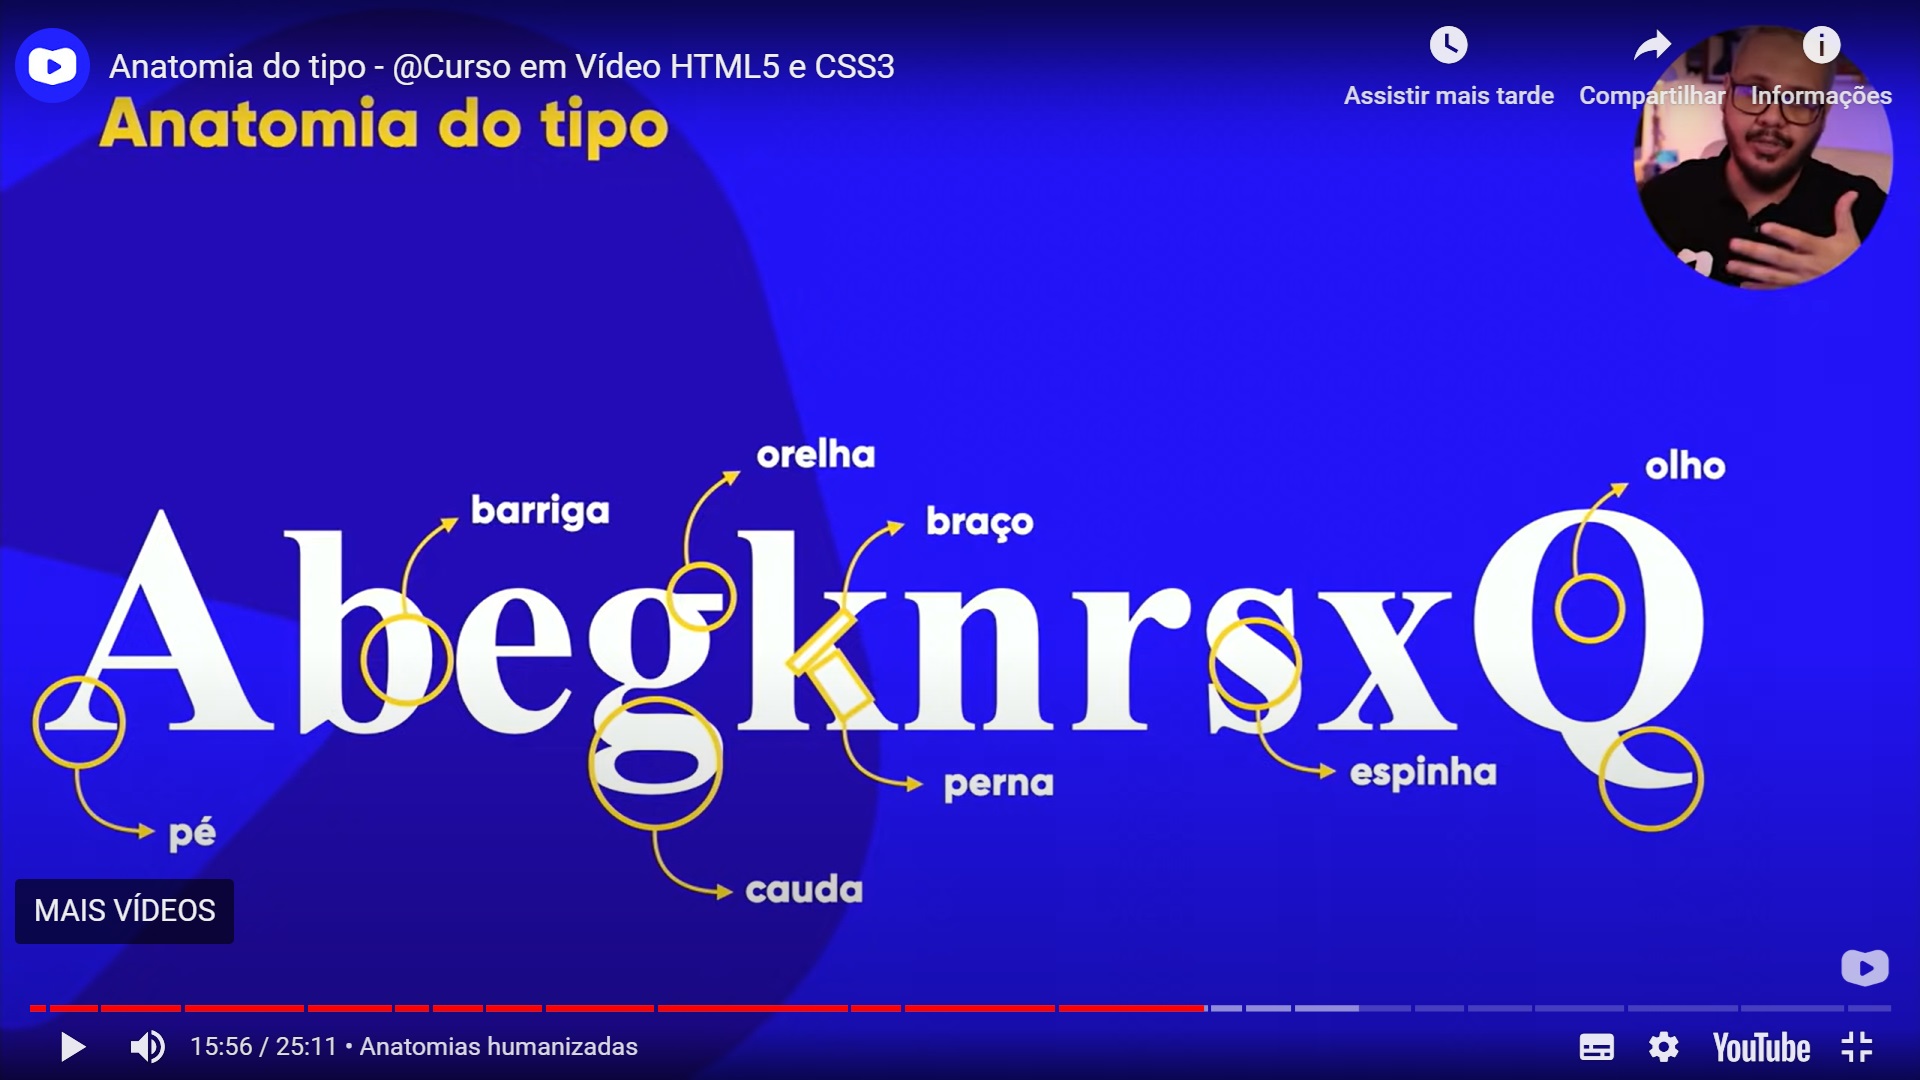 Anatomia do tipo - @Curso em Vídeo HTML5 e CSS3
Assistir mais tarde
Compartilhar
Informações
Anatomia do tipo
orelha
olho
barriga
braço
AbegknrsxQ
espinha
perna
pé
cauda
MAIS VÍDEOS
15:56 / 25:11 • Anatomias humanizadas
YouTube